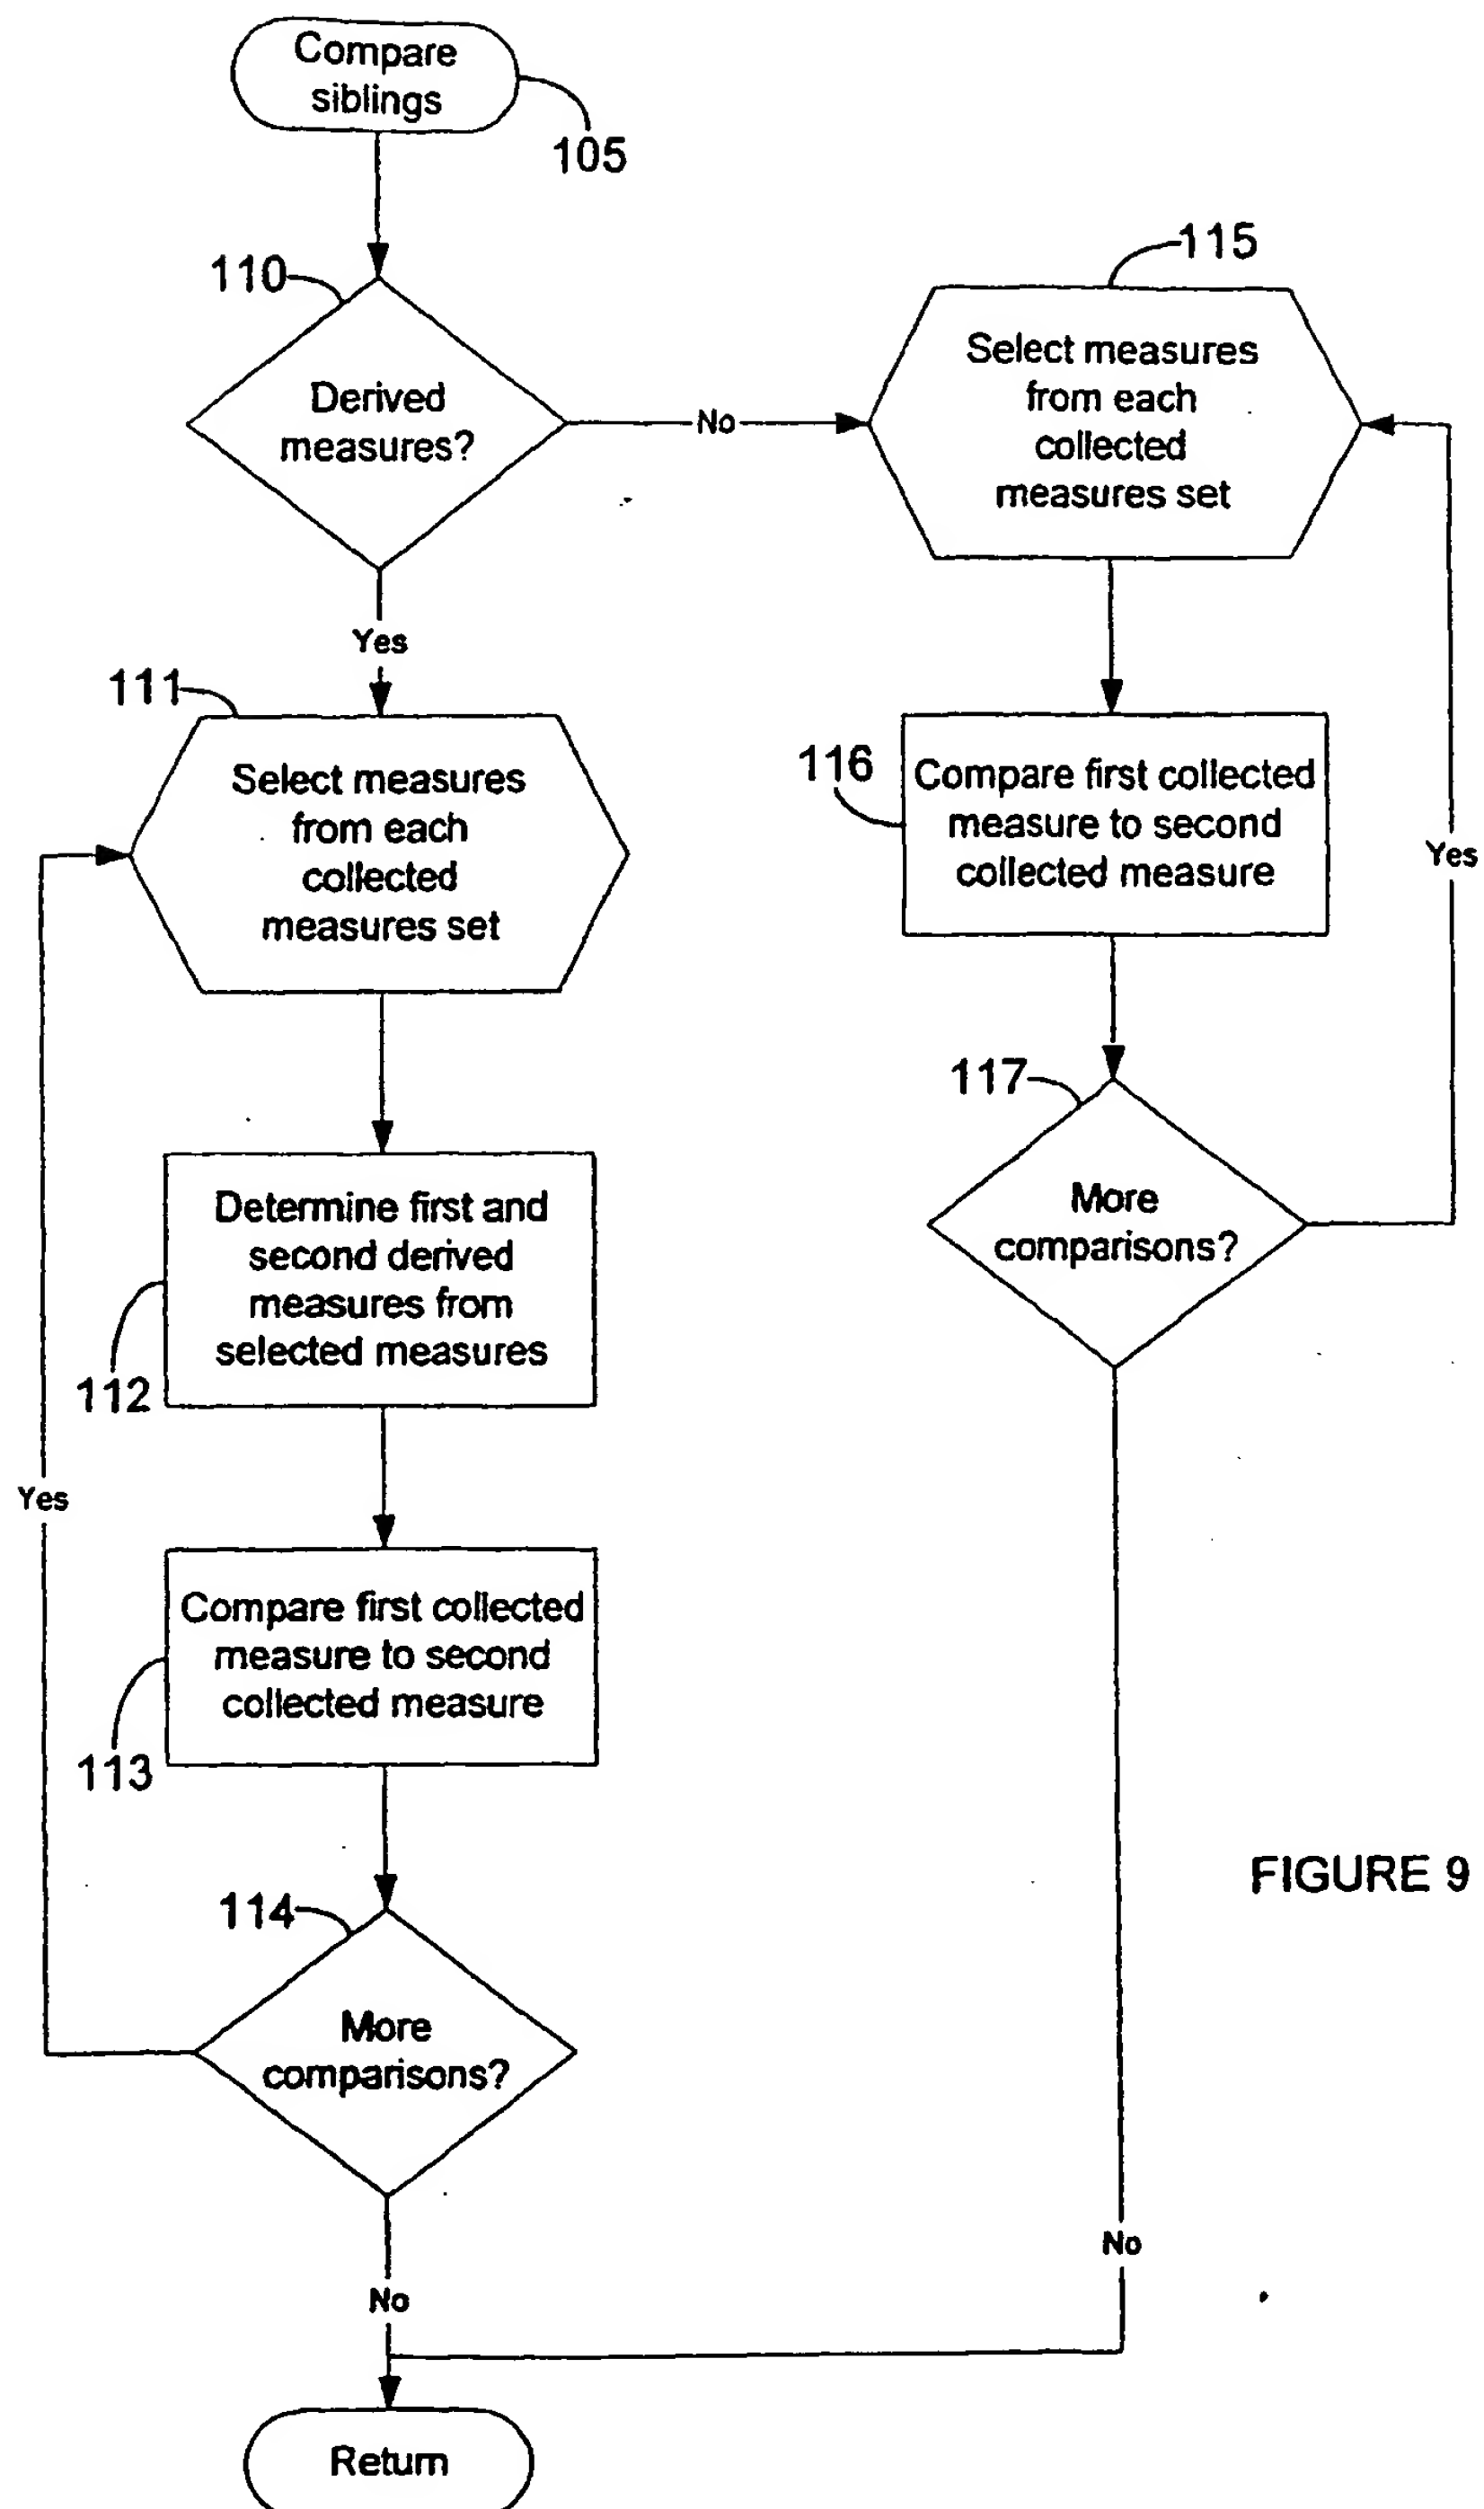 Compare
siblings
105
110
Derived
measures?
No
Yes
115
Select measures
from each
collected
measures set
111
Select measures
from each
collected
measures set
116
Compare first collected
measure to second
collected measure
Yes
117
More
comparisons?
Determine first and
second derived
measures from
selected measures
112
Yes
Compare first collected
measure to second
collected measure
113
114
More
comparisons?
FIGURE 9
No
No
Return